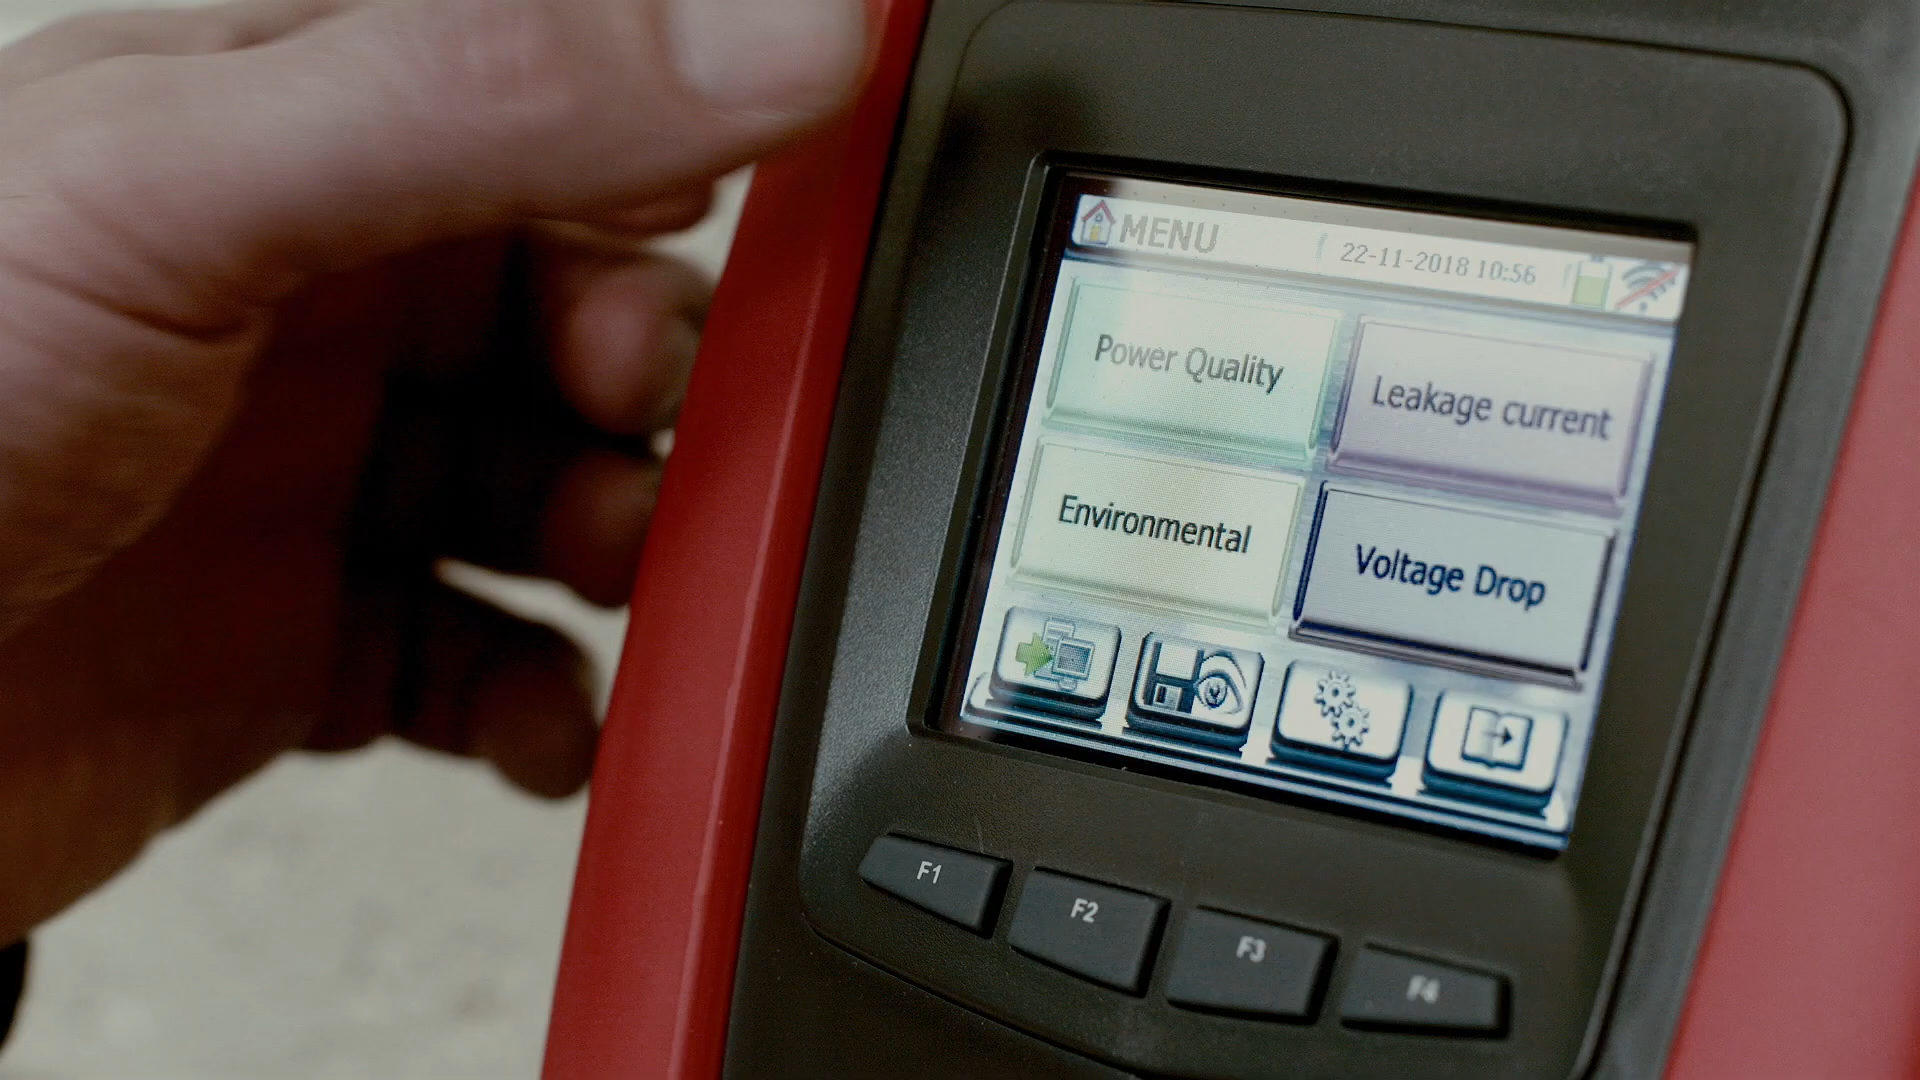 MENU
22-11-2018 10:56
Power Quality
Leakage current
Environmental
Voltage Drop
F1
F2
F3
F4